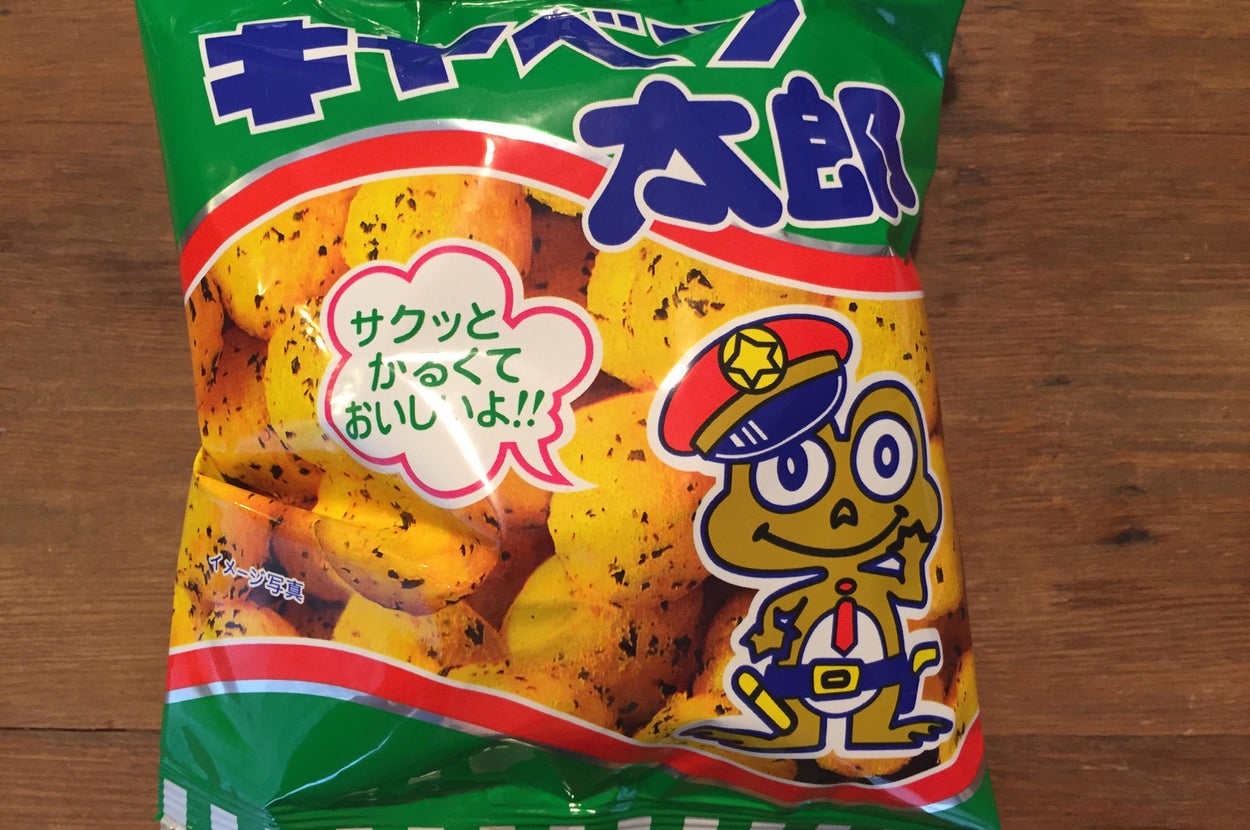 キャベツ
太郎
サクッと
かるくて
おいしいよ!!
イメージ写真